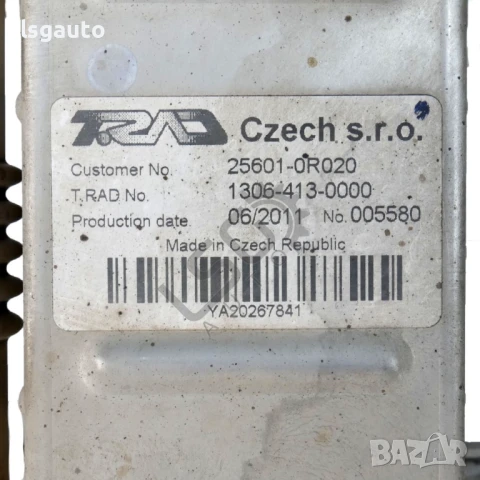 lsgauto
T.RAD Czech s.r.o.
Customer No. 25601-0R020
T.RAD No. 1306-413-0000
Production date 06/2011 No. 005580
Made in Czech Republic
YA20267841
BAZAR